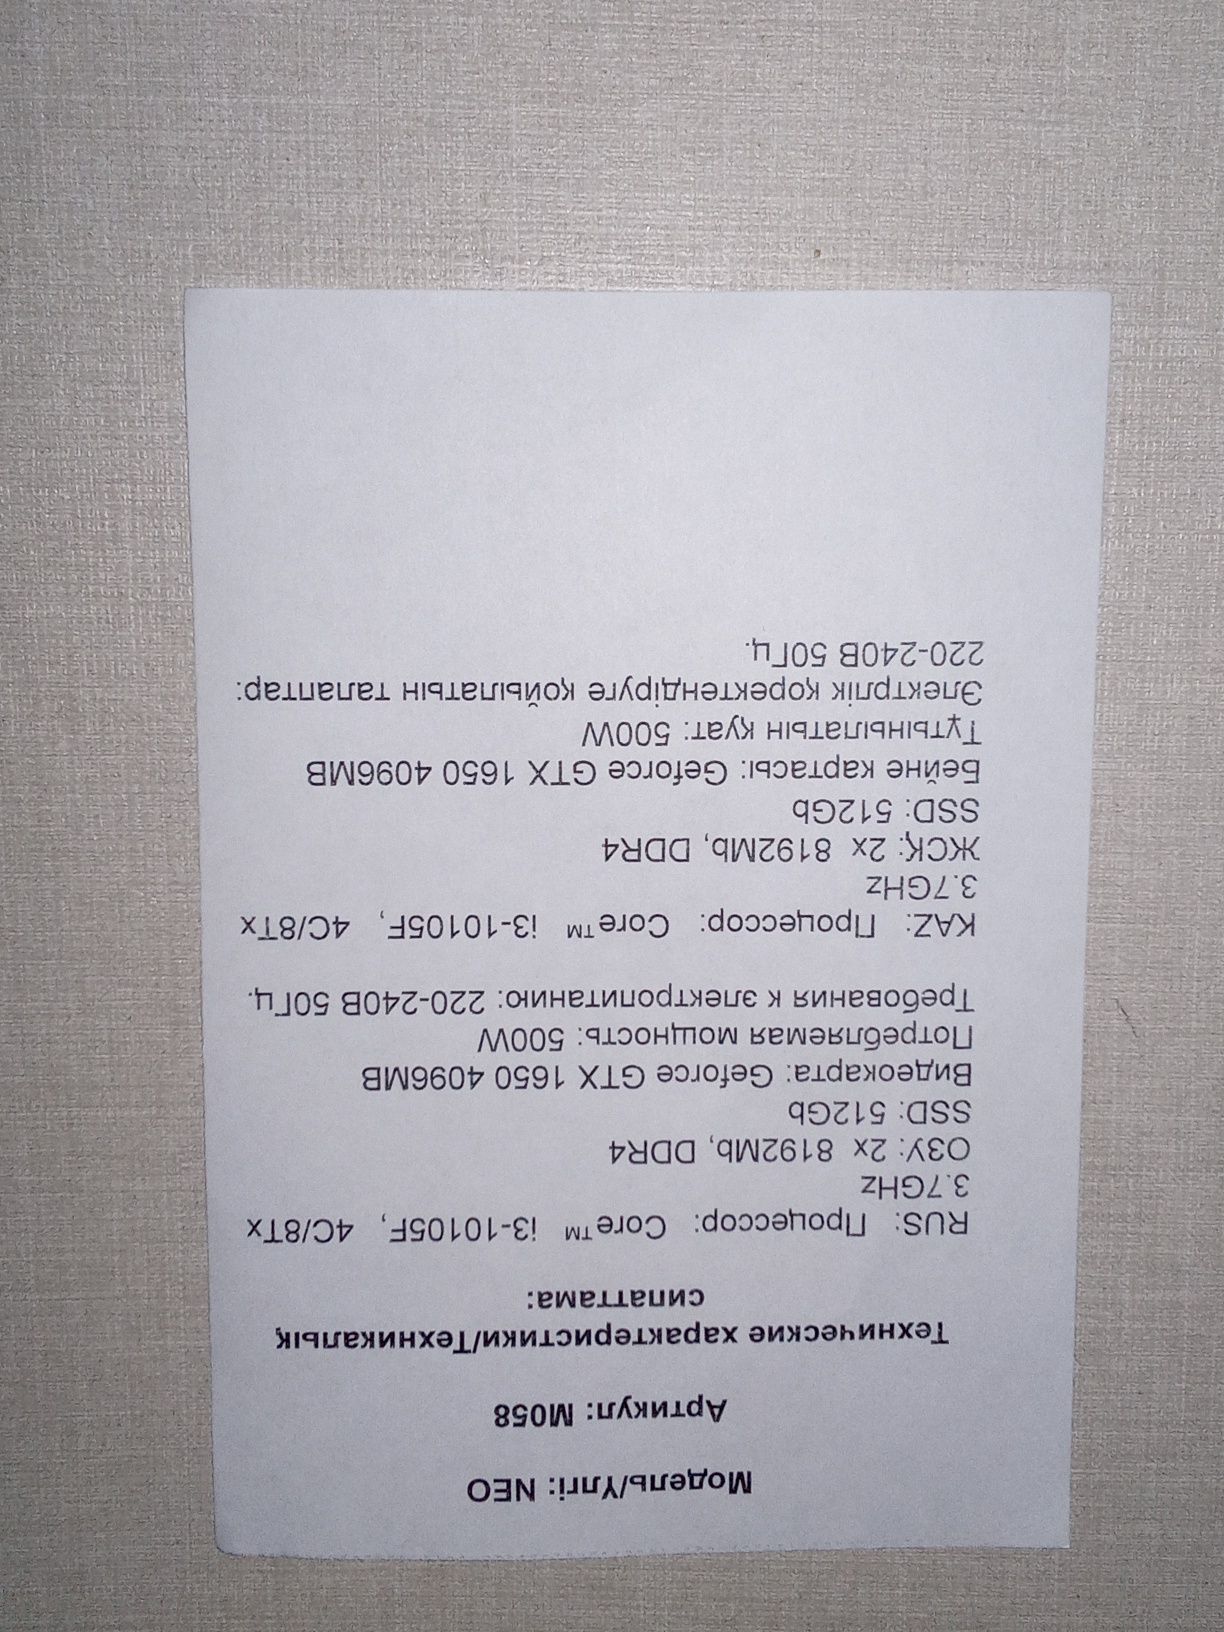 Модель/Үлгі: NEO
Артикул: M058
Технические характеристики/Техникалық
сипаттама:
RUS: Процессор: Core™ i3-10105F, 4C/8Tx
3.7GHz
ОЗУ: 2x 8192Mb, DDR4
SSD: 512Gb
Видеокарта: Geforce GTX 1650 4096MB
Потребляемая мощность: 500W
Требования к электропитанию: 220-240В 50Гц.
KAZ: Процессор: Core™ i3-10105F, 4C/8Tx
3.7GHz
ЖСҚ: 2x 8192Mb, DDR4
SSD: 512Gb
Бейне картасы: Geforce GTX 1650 4096MB
Тұтынылатын қуат: 500W
Электрлік қоректендіруге қойылатын талаптар:
220-240В 50Гц.